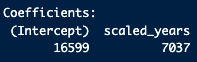 Coefficients:
(Intercept) scaled_years
16599 7037